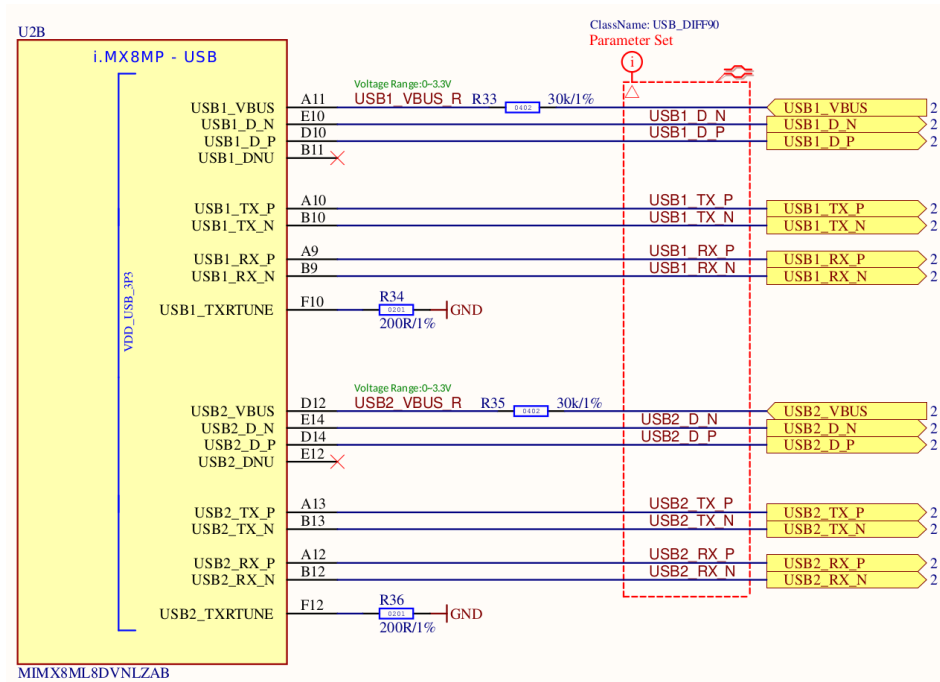 ClassName: USB_DIFF90
Parameter Set
i
U2B
i.MX8MP - USB
VDD_USB_3P3
Voltage Range:0~3.3V
USB1_VBUS A11 USB1_VBUS_R R33 0402 30k/1% USB1_VBUS 2
USB1_D_N E10 USB1_D_N USB1_D_N 2
USB1_D_P D10 USB1_D_P USB1_D_P 2
USB1_DNU B11
USB1_TX_P A10 USB1_TX_P USB1_TX_P 2
USB1_TX_N B10 USB1_TX_N USB1_TX_N 2
USB1_RX_P A9 USB1_RX_P USB1_RX_P 2
USB1_RX_N B9 USB1_RX_N USB1_RX_N 2
R34
USB1_TXRTUNE F10 0201 GND
200R/1%
Voltage Range:0~3.3V
USB2_VBUS D12 USB2_VBUS_R R35 0402 30k/1% USB2_VBUS 2
USB2_D_N E14 USB2_D_N USB2_D_N 2
USB2_D_P D14 USB2_D_P USB2_D_P 2
USB2_DNU E12
USB2_TX_P A13 USB2_TX_P USB2_TX_P 2
USB2_TX_N B13 USB2_TX_N USB2_TX_N 2
USB2_RX_P A12 USB2_RX_P USB2_RX_P 2
USB2_RX_N B12 USB2_RX_N USB2_RX_N 2
R36
USB2_TXRTUNE F12 0201 GND
200R/1%
MIMX8ML8DVNLZAB